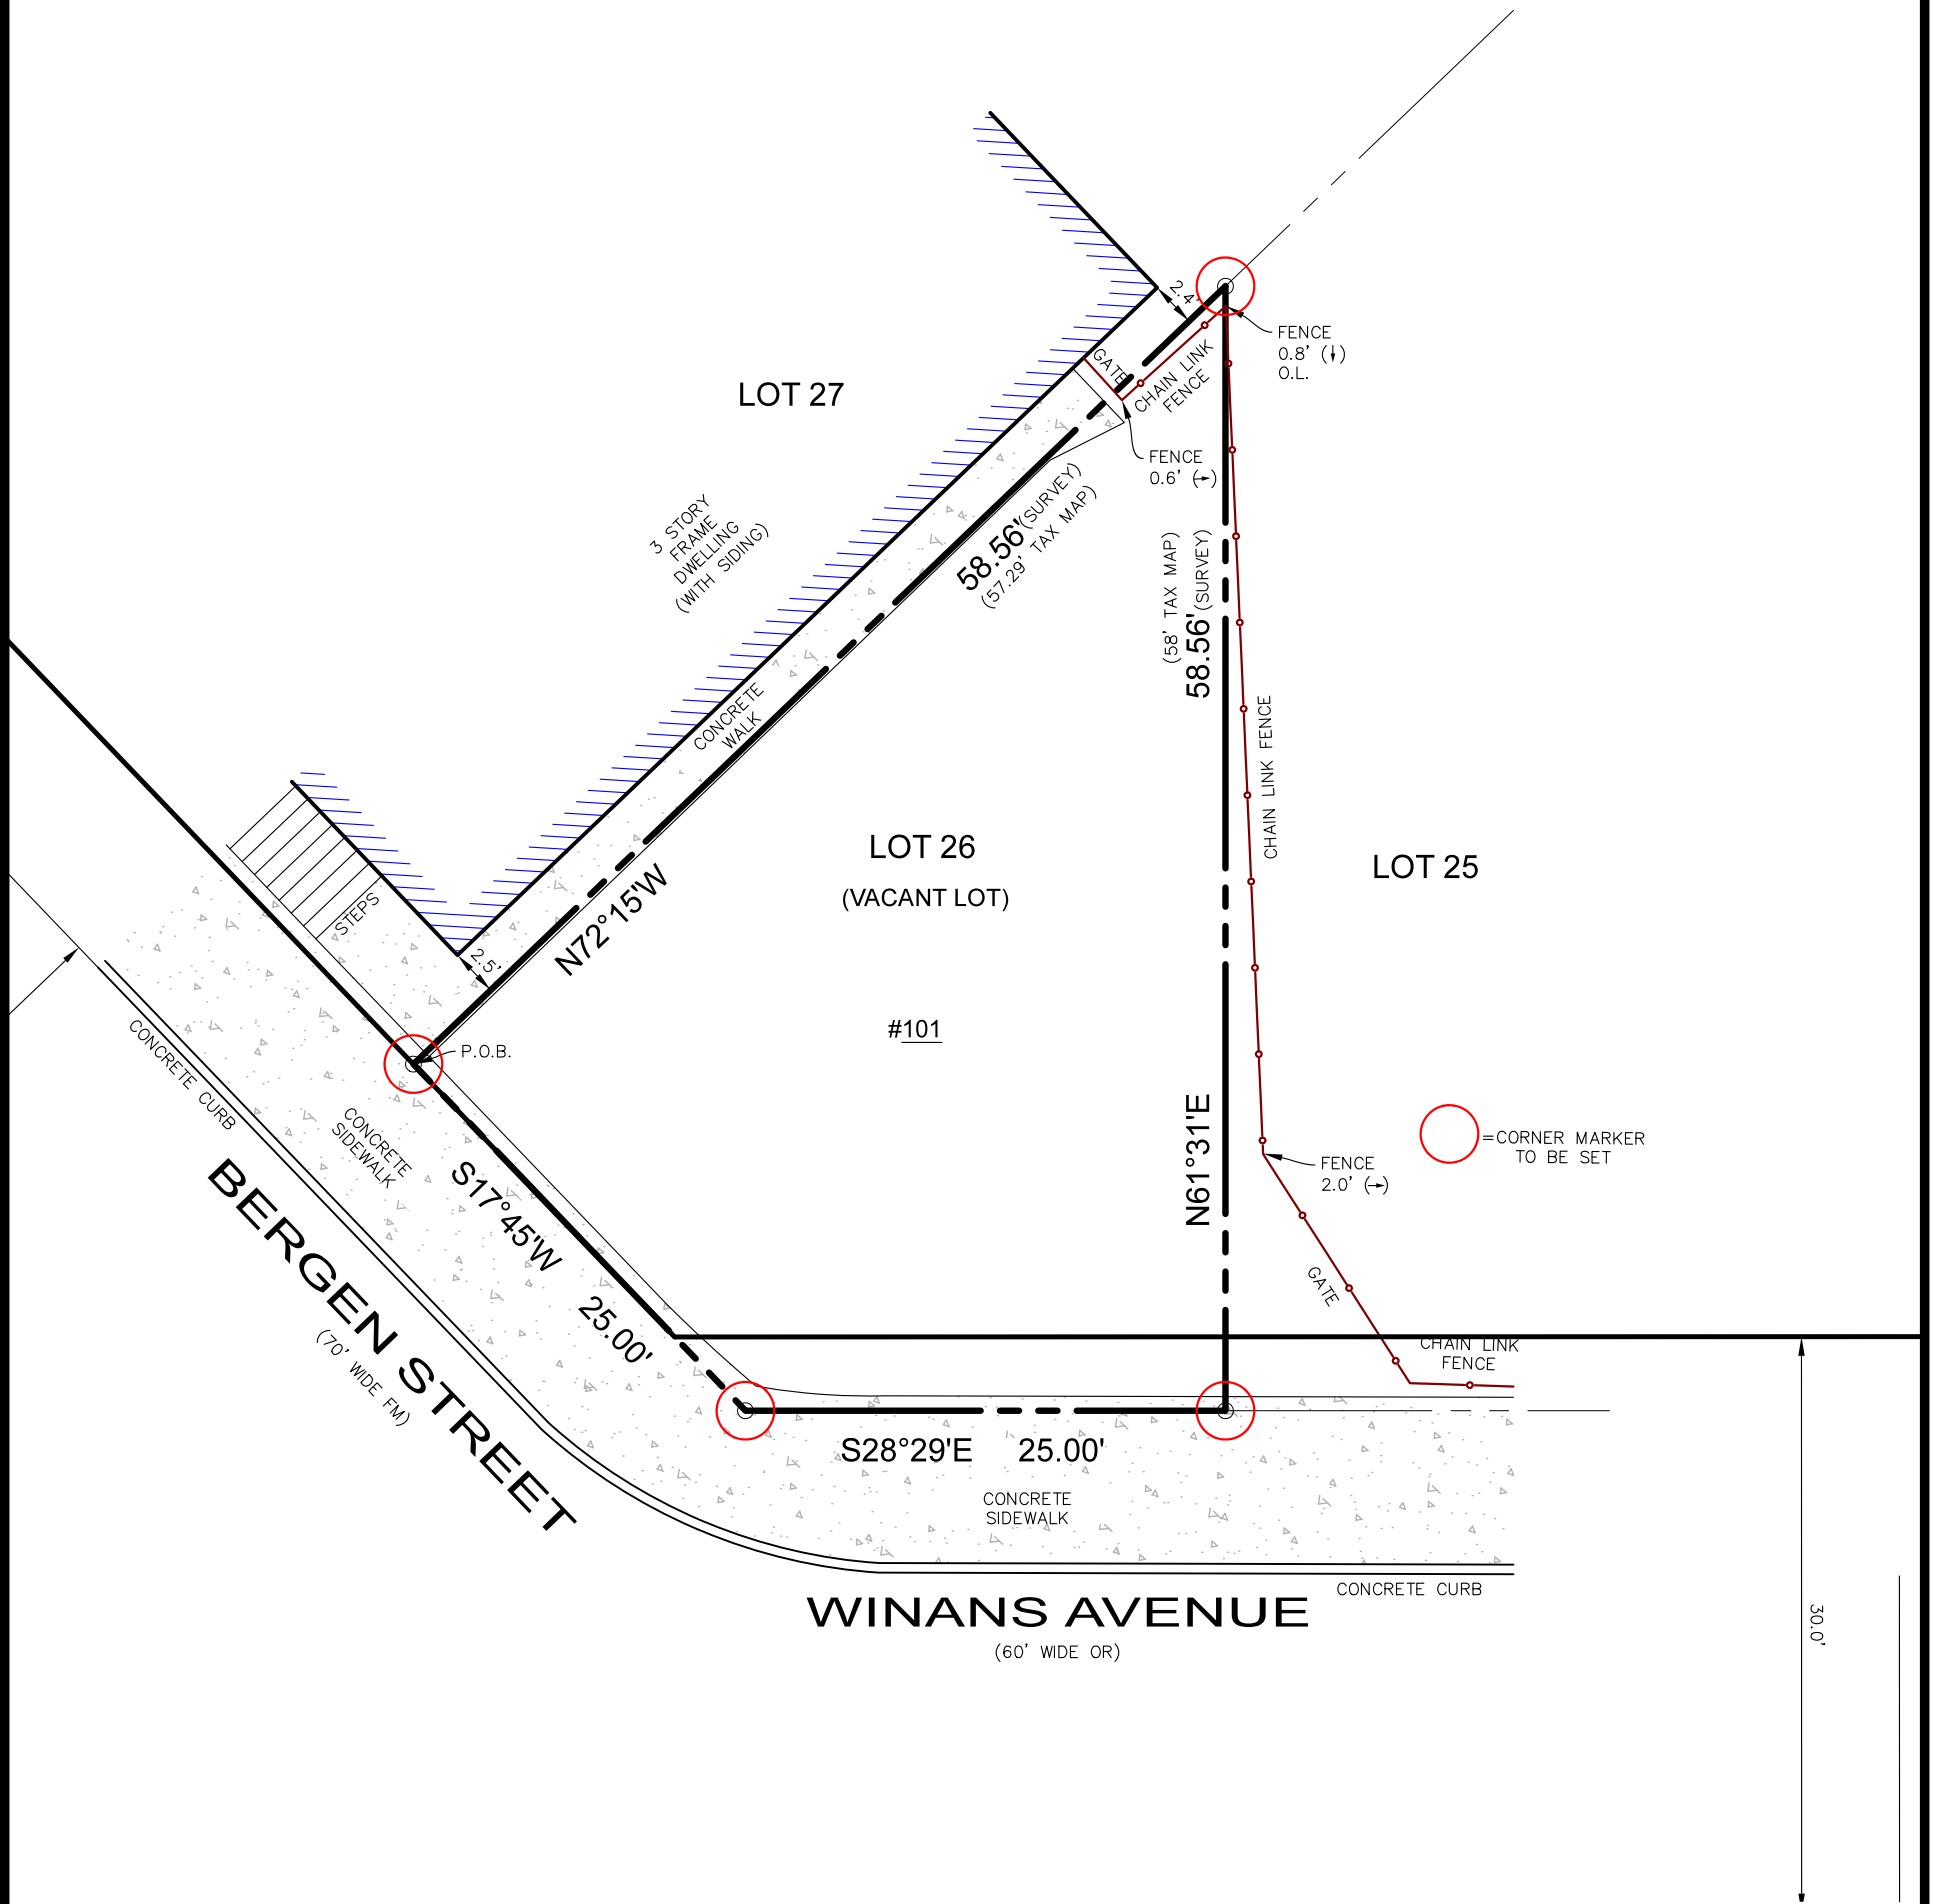 2.4'
FENCE
0.8' (↓)
O.L.
GATE
CHAIN LINK
FENCE
LOT 27
FENCE
0.6' (→)
3 STORY
FRAME
DWELLING
(WITH SIDING)
58.56' (SURVEY)
(57.29' TAX MAP)
(58' TAX MAP)
58.56' (SURVEY)
CONCRETE
WALK
CHAIN LINK FENCE
LOT 26
(VACANT LOT)
LOT 25
STEPS
2.5'
N72°15'W
#101
P.O.B.
CONCRETE CURB
CONCRETE
SIDEWALK
N61°31'E
=CORNER MARKER
TO BE SET
FENCE
2.0' (→)
S17°45'W 25.00'
BERGEN STREET
(70' WIDE FM)
GATE
CHAIN LINK
FENCE
S28°29'E 25.00'
CONCRETE
SIDEWALK
CONCRETE CURB
WINANS AVENUE
(60' WIDE OR)
30.0'